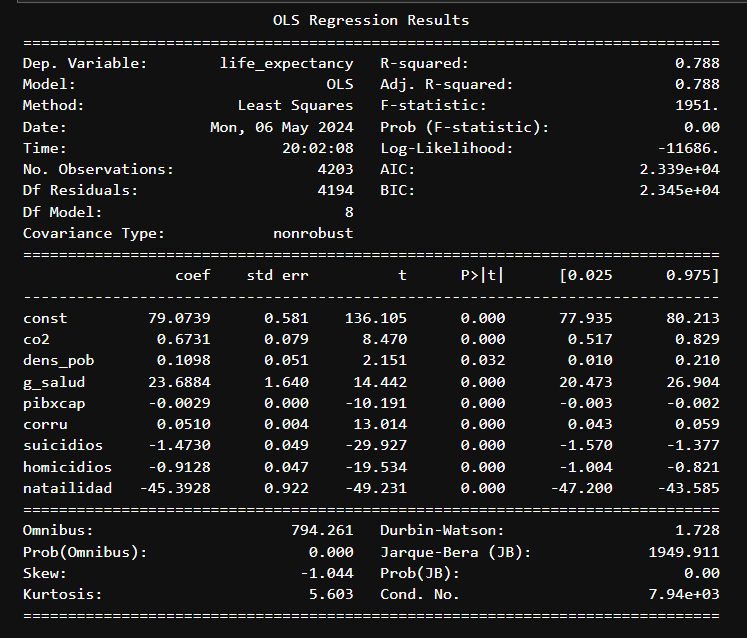 OLS Regression Results
==============================================================================
Dep. Variable:        life_expectancy   R-squared:                       0.788
Model:                            OLS   Adj. R-squared:                  0.788
Method:                 Least Squares   F-statistic:                     1951.
Date:                Mon, 06 May 2024   Prob (F-statistic):               0.00
Time:                        20:02:08   Log-Likelihood:                -11686.
No. Observations:                4203   AIC:                         2.339e+04
Df Residuals:                    4194   BIC:                         2.345e+04
Df Model:                           8
Covariance Type:            nonrobust
==============================================================================
                 coef    std err          t      P>|t|      [0.025      0.975]
------------------------------------------------------------------------------
const         79.0739      0.581    136.105      0.000      77.935      80.213
co2            0.6731      0.079      8.470      0.000       0.517       0.829
dens_pob       0.1098      0.051      2.151      0.032       0.010       0.210
g_salud       23.6884      1.640     14.442      0.000      20.473      26.904
pibxcap       -0.0029      0.000    -10.191      0.000      -0.003      -0.002
corru          0.0510      0.004     13.014      0.000       0.043       0.059
suicidios     -1.4730      0.049    -29.927      0.000      -1.570      -1.377
homicidios    -0.9128      0.047    -19.534      0.000      -1.004      -0.821
natailidad   -45.3928      0.922    -49.231      0.000     -47.200     -43.585
==============================================================================
Omnibus:                      794.261   Durbin-Watson:                   1.728
Prob(Omnibus):                  0.000   Jarque-Bera (JB):             1949.911
Skew:                          -1.044   Prob(JB):                         0.00
Kurtosis:                       5.603   Cond. No.                     7.94e+03
==============================================================================